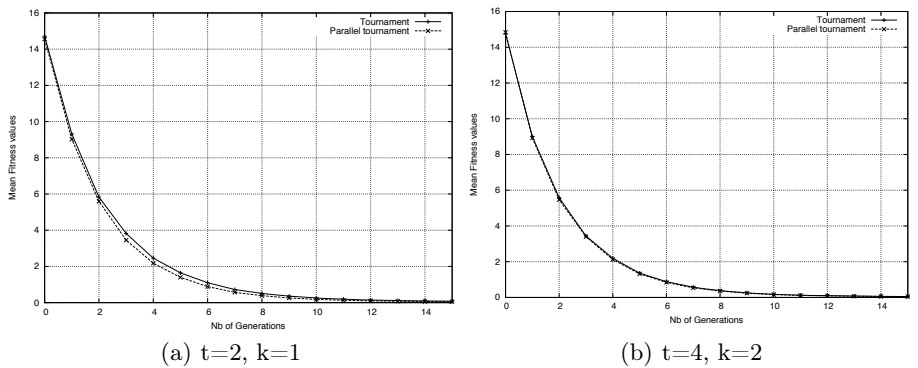 16
14
12
10
8
6
4
2
0
Mean Fitness values
0 2 4 6 8 10 12 14
Nb of Generations
Tournament
Parallel tournament
(a) t=2, k=1
16
14
12
10
8
6
4
2
0
Mean Fitness values
0 2 4 6 8 10 12 14
Nb of Generations
Tournament
Parallel tournament
(b) t=4, k=2